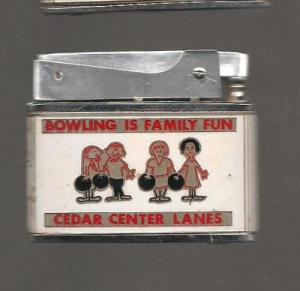 BOWLING IS FAMILY FUN
CEDAR CENTER LANES